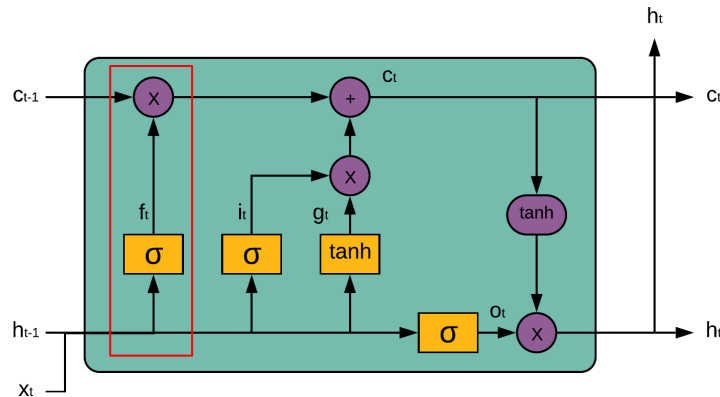 hₜ
cₜ₋₁ X + cₜ cₜ
X
fₜ iₜ gₜ tanh
σ σ tanh
hₜ₋₁ σ oₜ X hₜ
xₜ